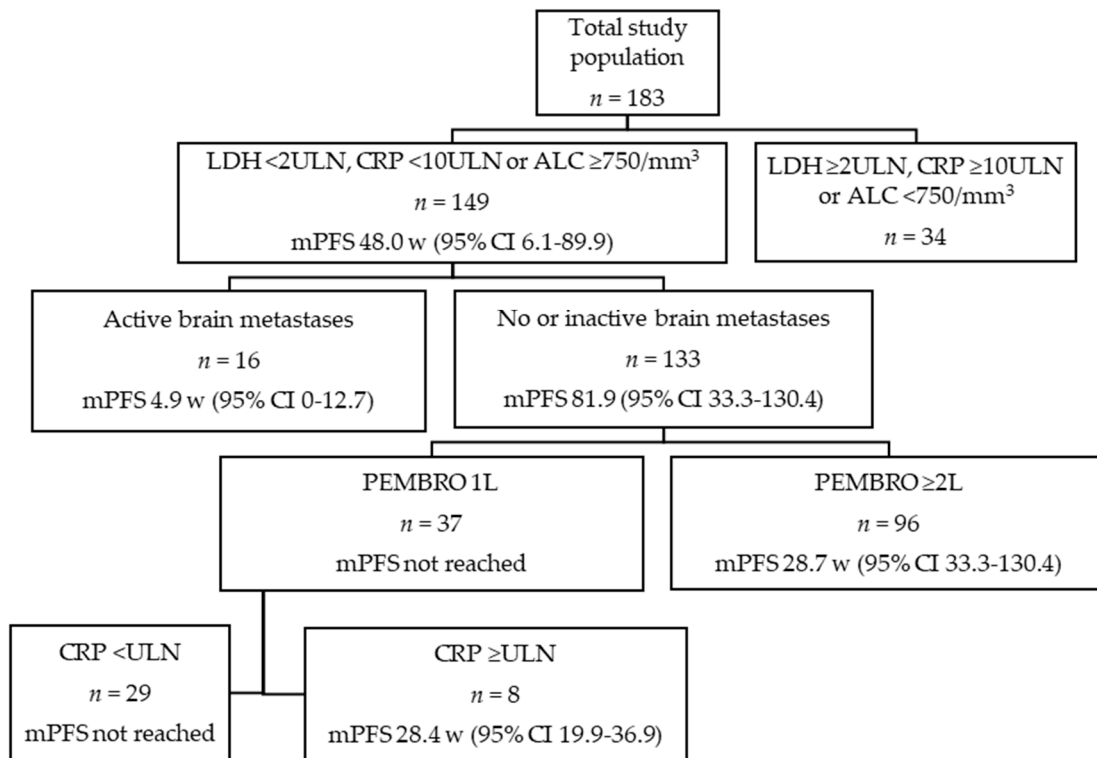 Total study
population
n = 183
LDH <2ULN, CRP <10ULN or ALC ≥750/mm³
n = 149
mPFS 48.0 w (95% CI 6.1-89.9)
LDH ≥2ULN, CRP ≥10ULN
or ALC <750/mm³
n = 34
Active brain metastases
n = 16
mPFS 4.9 w (95% CI 0-12.7)
No or inactive brain metastases
n = 133
mPFS 81.9 (95% CI 33.3-130.4)
PEMBRO 1L
n = 37
mPFS not reached
PEMBRO ≥2L
n = 96
mPFS 28.7 w (95% CI 33.3-130.4)
CRP <ULN
n = 29
mPFS not reached
CRP ≥ULN
n = 8
mPFS 28.4 w (95% CI 19.9-36.9)